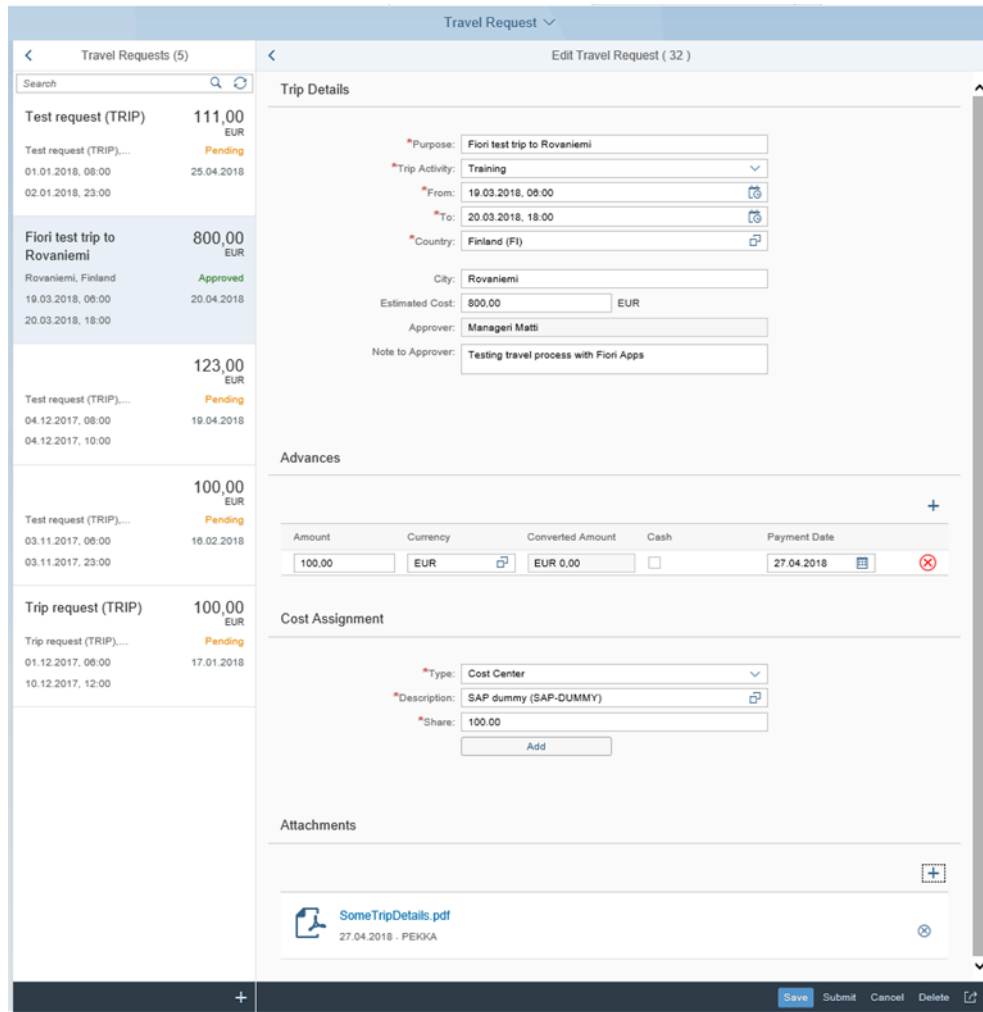 Travel Request
Travel Requests (5)
Search
Test request (TRIP) 111,00
EUR
Test request (TRIP),... Pending
01.01.2018, 08:00 25.04.2018
02.01.2018, 23:00
Fiori test trip to Rovaniemi 800,00
EUR
Rovaniemi, Finland Approved
19.03.2018, 06:00 20.04.2018
20.03.2018, 18:00
123,00
EUR
Test request (TRIP),... Pending
04.12.2017, 08:00 19.04.2018
04.12.2017, 10:00
100,00
EUR
Test request (TRIP),... Pending
03.11.2017, 06:00 16.02.2018
03.11.2017, 23:00
Trip request (TRIP) 100,00
EUR
Trip request (TRIP),... Pending
01.12.2017, 06:00 17.01.2018
10.12.2017, 12:00
Edit Travel Request ( 32 )
Trip Details
*Purpose: Fiori test trip to Rovaniemi
*Trip Activity: Training
*From: 19.03.2018, 06:00
*To: 20.03.2018, 18:00
*Country: Finland (FI)
City: Rovaniemi
Estimated Cost: 800,00 EUR
Approver: Manageri Matti
Note to Approver: Testing travel process with Fiori Apps
Advances
Amount Currency Converted Amount Cash Payment Date
100,00 EUR EUR 0,00 27.04.2018
Cost Assignment
*Type: Cost Center
*Description: SAP dummy (SAP-DUMMY)
*Share: 100.00
Add
Attachments
SomeTripDetails.pdf
27.04.2018 - PEKKA
Save Submit Cancel Delete